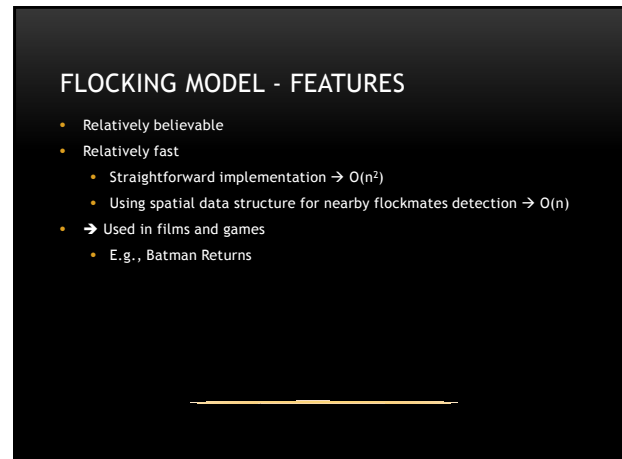 FLOCKING MODEL - FEATURES
• Relatively believable
• Relatively fast
• Straightforward implementation → O(n²)
• Using spatial data structure for nearby flockmates detection → O(n)
• ➔ Used in films and games
• E.g., Batman Returns